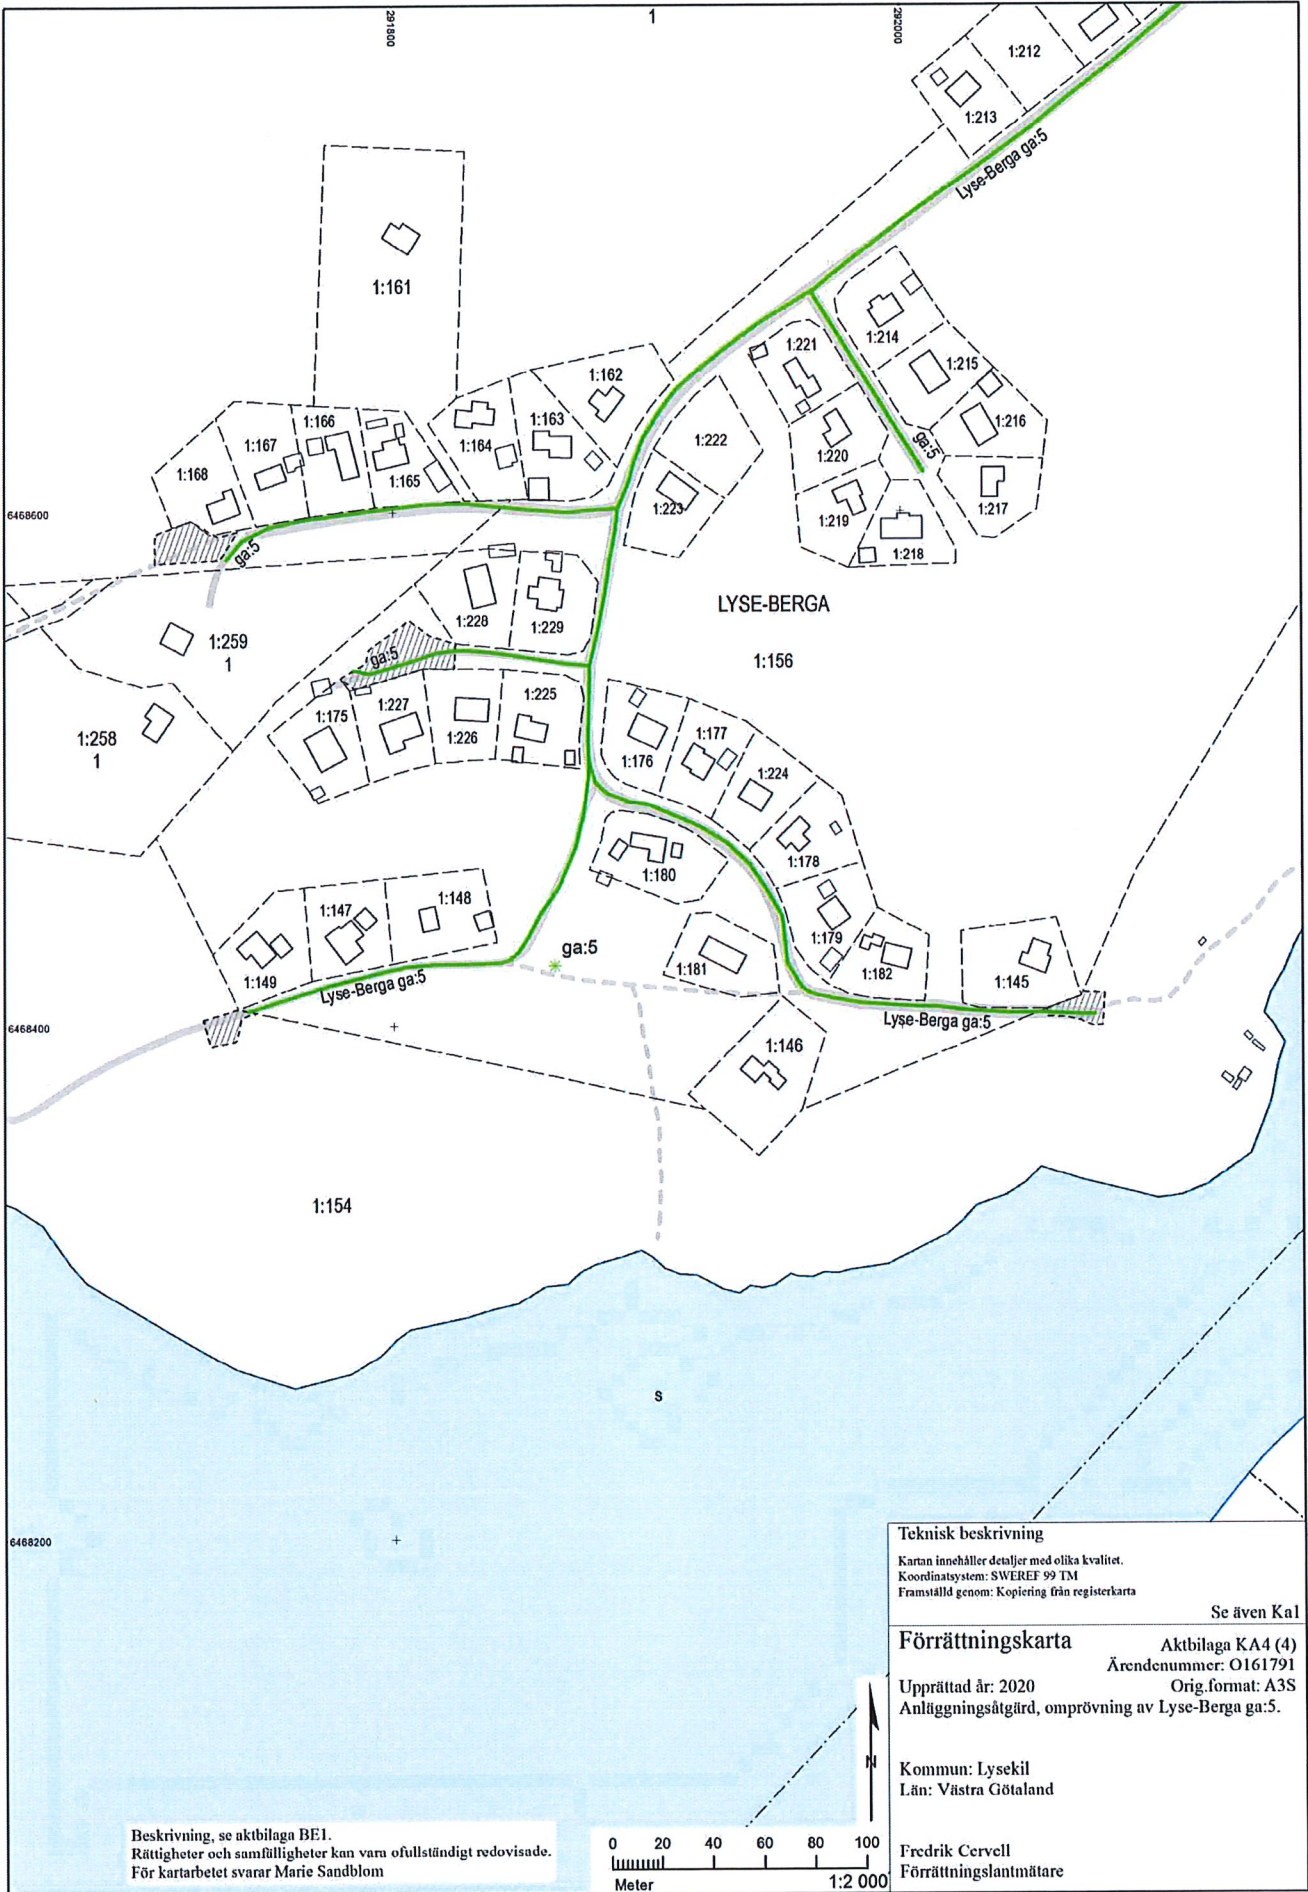 291800
1
292000
1:212
1:213
Lyse-Berga ga:5
1:161
1:214
1:221
1:215
1:162
1:216
1:166
1:163
1:167
1:164
1:222
1:220
ga:5
1:168
1:165
1:223
1:217
6468600
1:219
1:218
ga:5
LYSE-BERGA
1:228
1:229
1:259
1
ga:5
1:156
1:225
1:175
1:227
1:177
1:258
1
1:226
1:176
1:224
1:178
1:180
1:148
1:147
1:179
ga:5
1:181
1:182
1:149
1:145
Lyse-Berga ga:5
Lyse-Berga ga:5
6468400
1:146
1:154
s
6468200
Teknisk beskrivning
Kartan innehåller detaljer med olika kvalitet.
Koordinatsystem: SWEREF 99 TM
Framställd genom: Kopiering från registerkarta
Se även Ka1
Förrättningskarta
Aktbilaga KA4 (4)
Ärendenummer: O161791
Upprättad år: 2020
Orig.format: A3S
Anläggningsåtgärd, omprövning av Lyse-Berga ga:5.
N
Kommun: Lysekil
Län: Västra Götaland
Beskrivning, se aktbilaga BE1.
Rättigheter och samfälligheter kan vara ofullständigt redovisade.
För kartarbetet svarar Marie Sandblom
0 20 40 60 80 100
Meter
1:2 000
Fredrik Cervell
Förrättningslantmätare